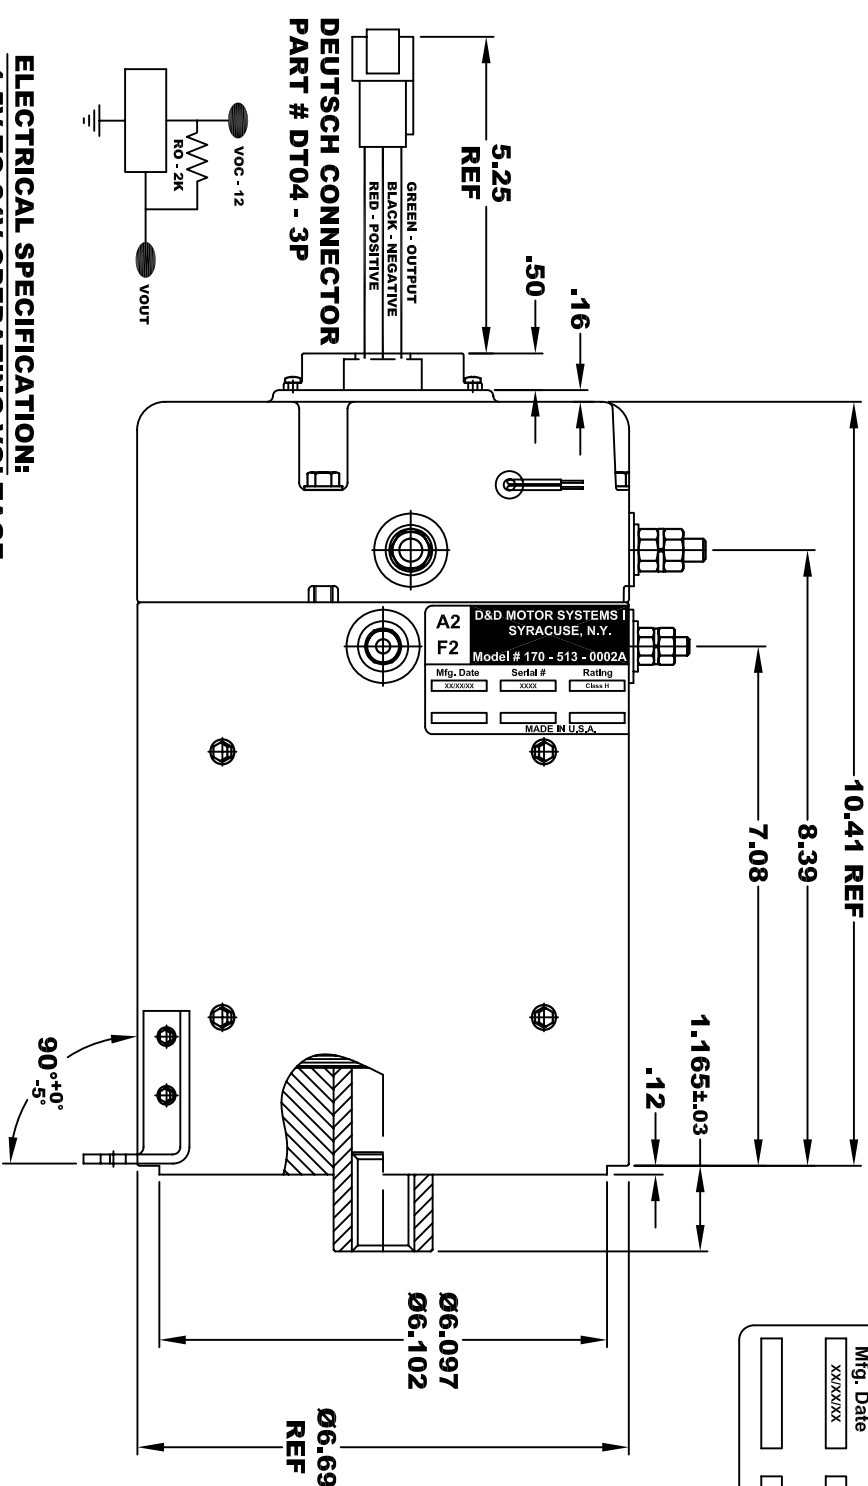 DEUTSCH CONNECTOR
PART # DT04 - 3P
5.25
REF
.50
.16
GREEN - OUTPUT
BLACK - NEGATIVE
RED - POSITIVE
VOC - 12
RO - 2K
VOUT
ELECTRICAL SPECIFICATION:
10.41 REF
8.39
7.08
1.165±.03
.12
90°+0°
-5°
Ø6.097
Ø6.102
Ø6.69
REF
A2
F2
D&D MOTOR SYSTEMS I
SYRACUSE, N.Y.
Model # 170 - 513 - 0002A
Mfg. Date Serial # Rating
XX/XX/XX XXXX Class H
MADE IN U.S.A.
Mfg. Date
XX/XX/XX